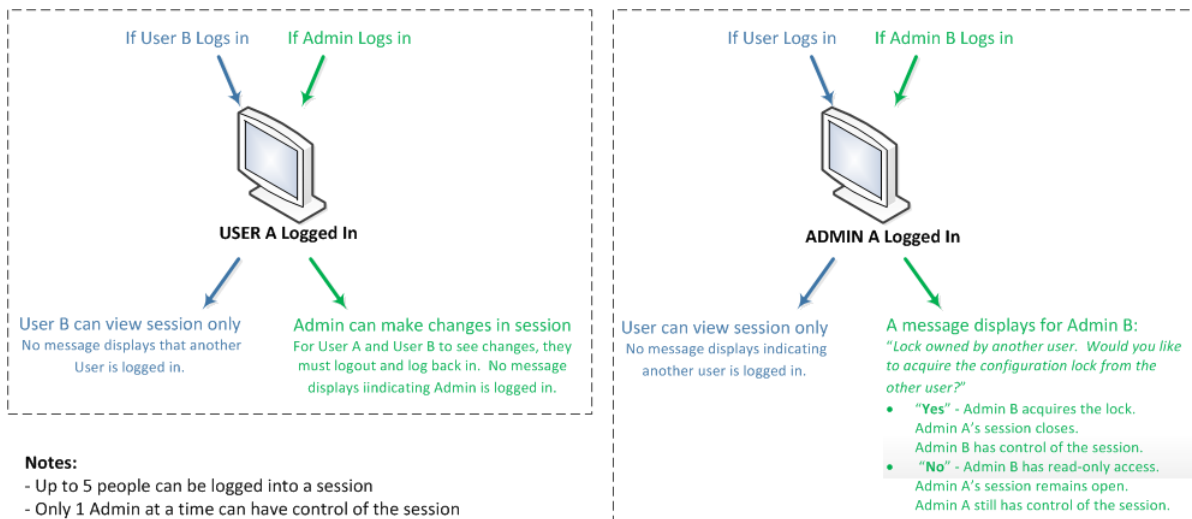 If User B Logs in
If Admin Logs in
USER A Logged In
User B can view session only
No message displays that another
User is logged in.
Admin can make changes in session
For User A and User B to see changes, they
must logout and log back in.  No message
displays iindicating Admin is logged in.
Notes:
- Up to 5 people can be logged into a session
- Only 1 Admin at a time can have control of the session
If User Logs in
If Admin B Logs in
ADMIN A Logged In
User can view session only
No message displays indicating
another user is logged in.
A message displays for Admin B:
"Lock owned by another user.  Would you like
to acquire the configuration lock from the
other user?"
• "Yes" - Admin B acquires the lock.
Admin A's session closes.
Admin B has control of the session.
• "No" - Admin B has read-only access.
Admin A's session remains open.
Admin A still has control of the session.